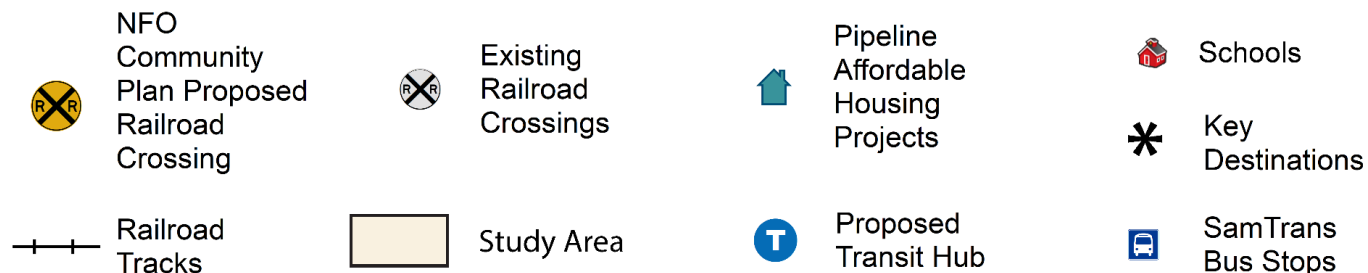 NFO
Community
Plan Proposed
Railroad
Crossing
R R
Existing
Railroad
Crossings
R R
Pipeline
Affordable
Housing
Projects
Schools
Key
Destinations
Railroad
Tracks
Study Area
T
Proposed
Transit Hub
SamTrans
Bus Stops